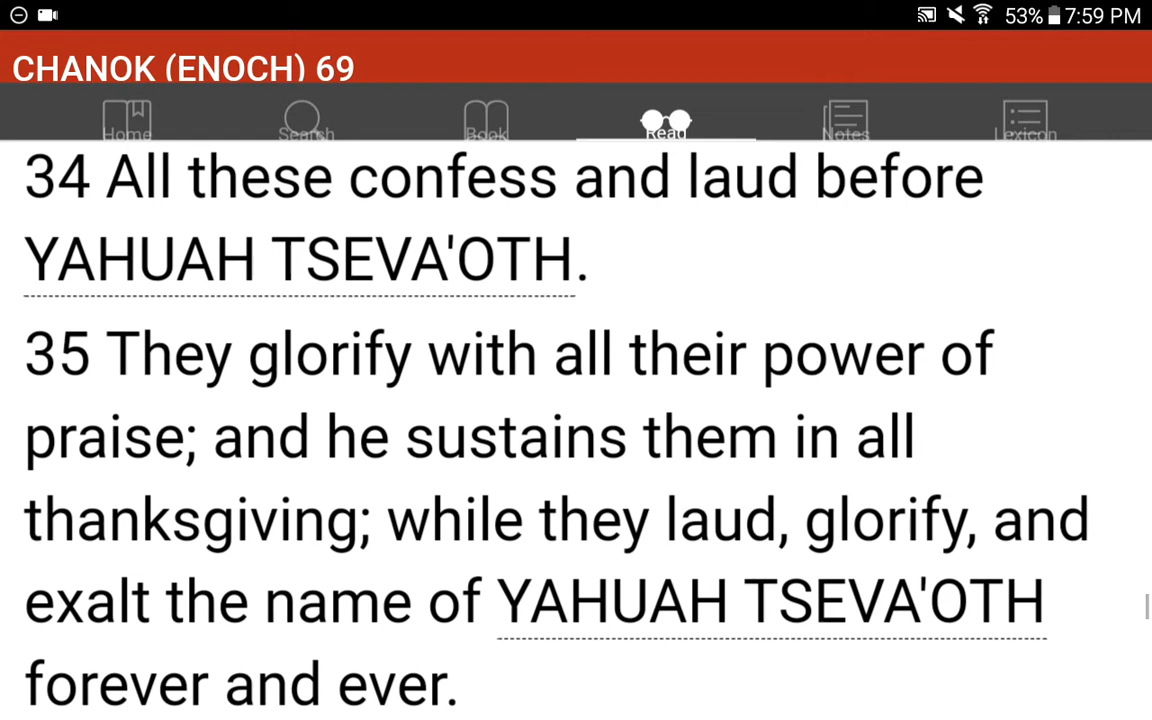 53% 7:59 PM
CHANOK (ENOCH) 69
Home Search Book Read Notes Lexicon
34 All these confess and laud before
YAHUAH TSEVA'OTH.
35 They glorify with all their power of
praise; and he sustains them in all
thanksgiving; while they laud, glorify, and
exalt the name of YAHUAH TSEVA'OTH
forever and ever.